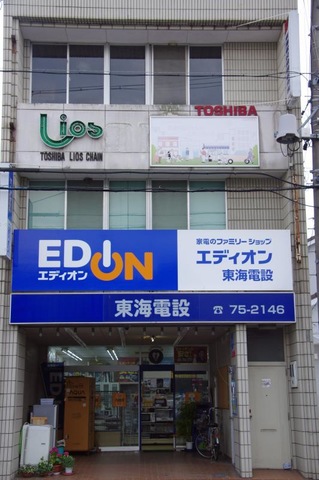 Lios
TOSHIBA LIOS CHAIN
TOSHIBA
EDION
エディオン
家電のファミリーショップ
エディオン
東海電設
東海電設
☎ 75-2146
ED